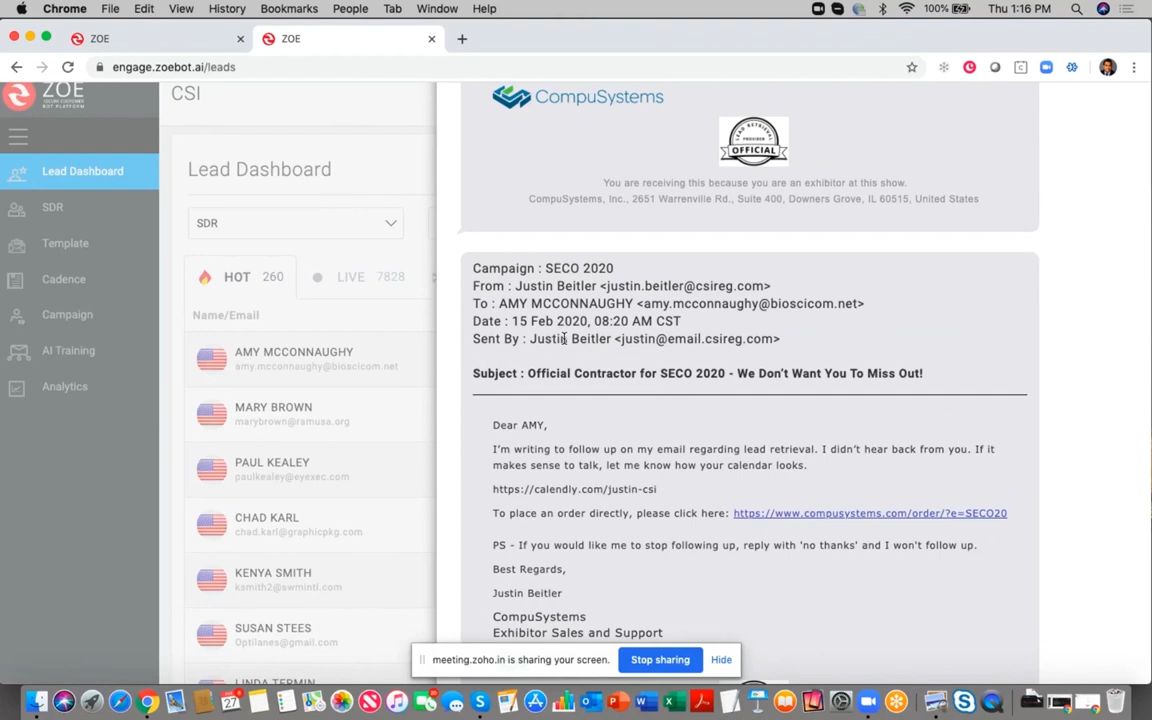 Chrome File Edit View History Bookmarks People Tab Window Help 100% Thu 1:16 PM
ZOE
ZOE
engage.zoebot.ai/leads
ZOE
CSI
Lead Dashboard
SDR
Template
Cadence
Campaign
AI Training
Analytics
Lead Dashboard
SDR
HOT 260 LIVE 7828
Name/Email
AMY MCCONNAUGHY
amy.mcconnaughy@bioscicom.net
MARY BROWN
marybrown@ramusa.org
PAUL KEALEY
paulkealey@eyexec.com
CHAD KARL
chad.karl@graphicpkg.com
KENYA SMITH
ksmith2@swmintl.com
SUSAN STEES
Optilanes@gmail.com
LINDA TERMIN
CompuSystems
LEAD RETRIEVAL
OFFICIAL
PROVIDER
You are receiving this because you are an exhibitor at this show.
CompuSystems, Inc., 2651 Warrenville Rd., Suite 400, Downers Grove, IL 60515, United States
Campaign : SECO 2020
From : Justin Beitler <justin.beitler@csireg.com>
To : AMY MCCONNAUGHY <amy.mcconnaughy@bioscicom.net>
Date : 15 Feb 2020, 08:20 AM CST
Sent By : Justin Beitler <justin@email.csireg.com>
Subject : Official Contractor for SECO 2020 - We Don't Want You To Miss Out!
Dear AMY,
I'm writing to follow up on my email regarding lead retrieval. I didn't hear back from you. If it
makes sense to talk, let me know how your calendar looks.
https://calendly.com/justin-csi
To place an order directly, please click here: https://www.compusystems.com/order/?e=SECO20
PS - If you would like me to stop following up, reply with 'no thanks' and I won't follow up.
Best Regards,
Justin Beitler
CompuSystems
Exhibitor Sales and Support
meeting.zoho.in is sharing your screen. Stop sharing Hide